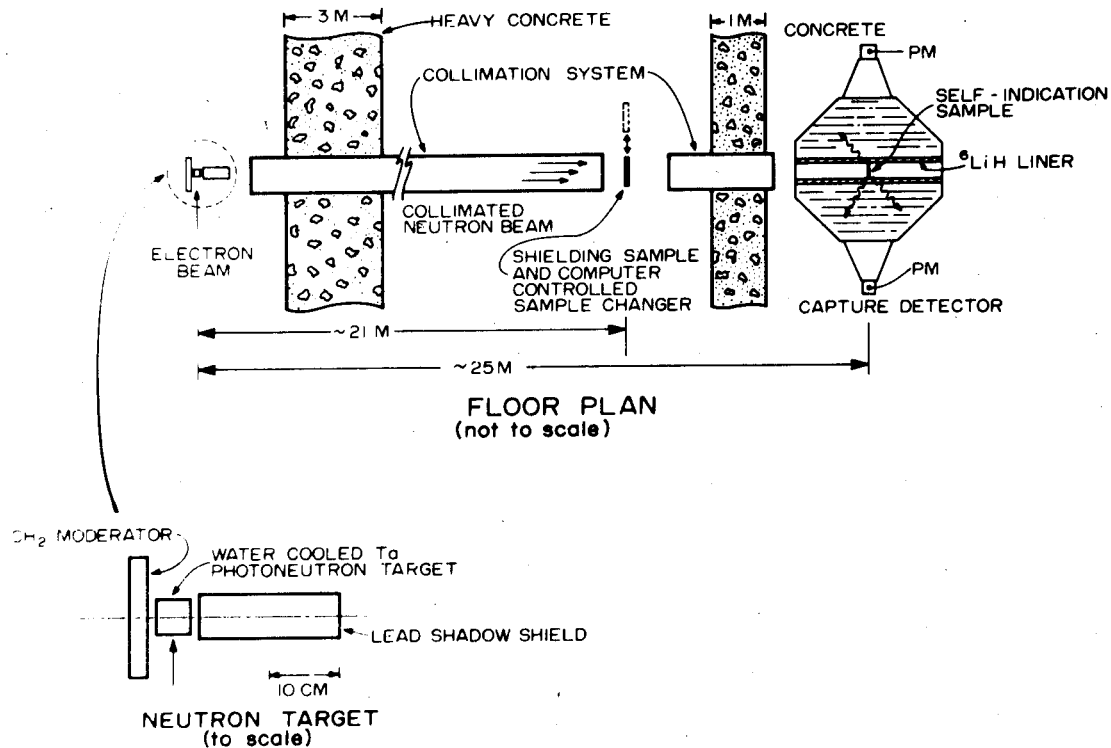 3 M
HEAVY CONCRETE
1 M
CONCRETE
PM
COLLIMATION SYSTEM
SELF - INDICATION
SAMPLE
⁶LiH LINER
ELECTRON
BEAM
COLLIMATED
NEUTRON BEAM
SHIELDING SAMPLE
AND COMPUTER
CONTROLLED
SAMPLE CHANGER
PM
CAPTURE DETECTOR
~21 M
~25 M
FLOOR PLAN
(not to scale)
CH₂ MODERATOR
WATER COOLED Ta
PHOTONEUTRON TARGET
LEAD SHADOW SHIELD
10 CM
NEUTRON TARGET
(to scale)